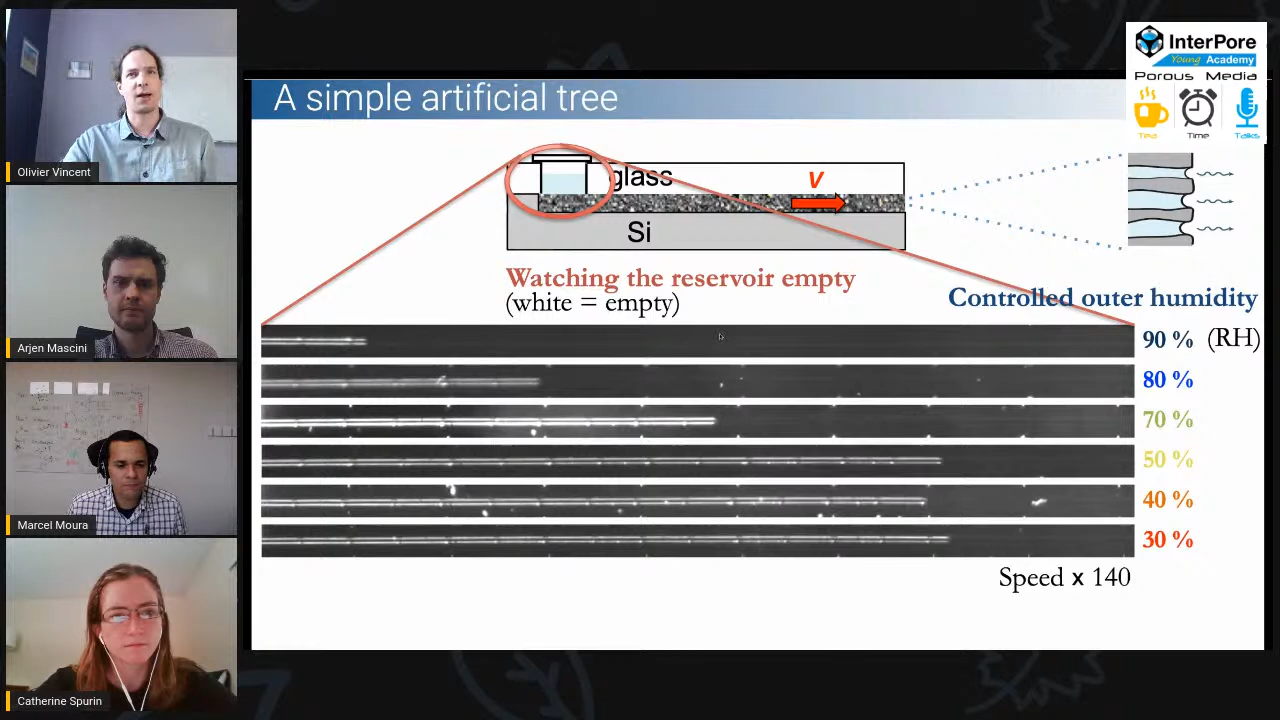 Olivier Vincent
Arjen Mascini
Marcel Moura
Catherine Spurin
InterPore
Young Academy
Porous Media
Tea Time Talks
A simple artificial tree
glass
v
Si
Watching the reservoir empty
(white = empty)
Controlled outer humidity
90 % (RH)
80 %
70 %
50 %
40 %
30 %
Speed x 140